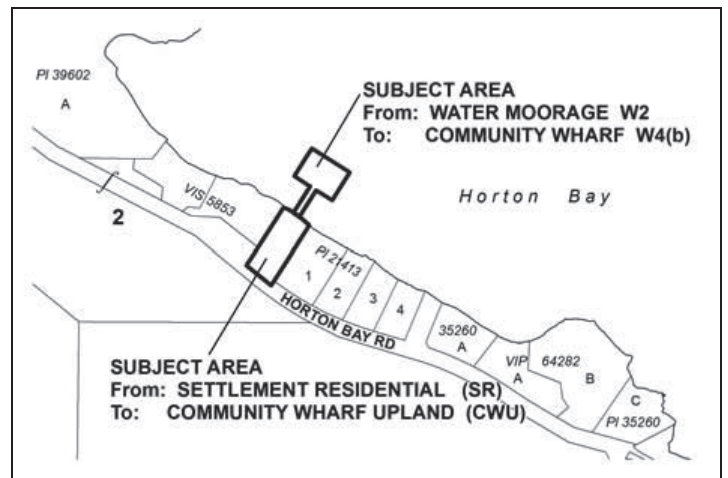 PI 39602
A
SUBJECT AREA
From: WATER MOORAGE W2
To: COMMUNITY WHARF W4(b)
Horton Bay
VIS 5853
2
PI 21413
1
2
3
4
HORTON BAY RD
35260
A
VIP
A
64282
B
C
PI 35260
SUBJECT AREA
From: SETTLEMENT RESIDENTIAL (SR)
To: COMMUNITY WHARF UPLAND (CWU)